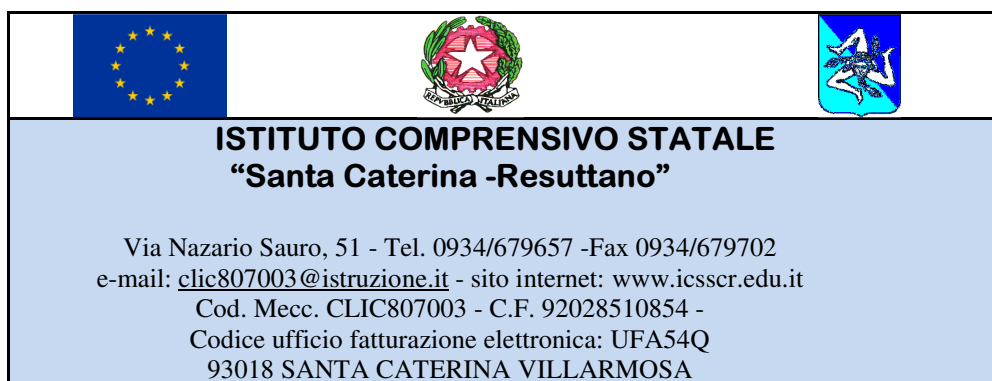 REPVBBLICA ITALIANA
ISTITUTO COMPRENSIVO STATALE
“Santa Caterina -Resuttano”
Via Nazario Sauro, 51 - Tel. 0934/679657 -Fax 0934/679702
e-mail: clic807003@istruzione.it - sito internet: www.icsscr.edu.it
Cod. Mecc. CLIC807003 - C.F. 92028510854 -
Codice ufficio fatturazione elettronica: UFA54Q
93018 SANTA CATERINA VILLARMOSA